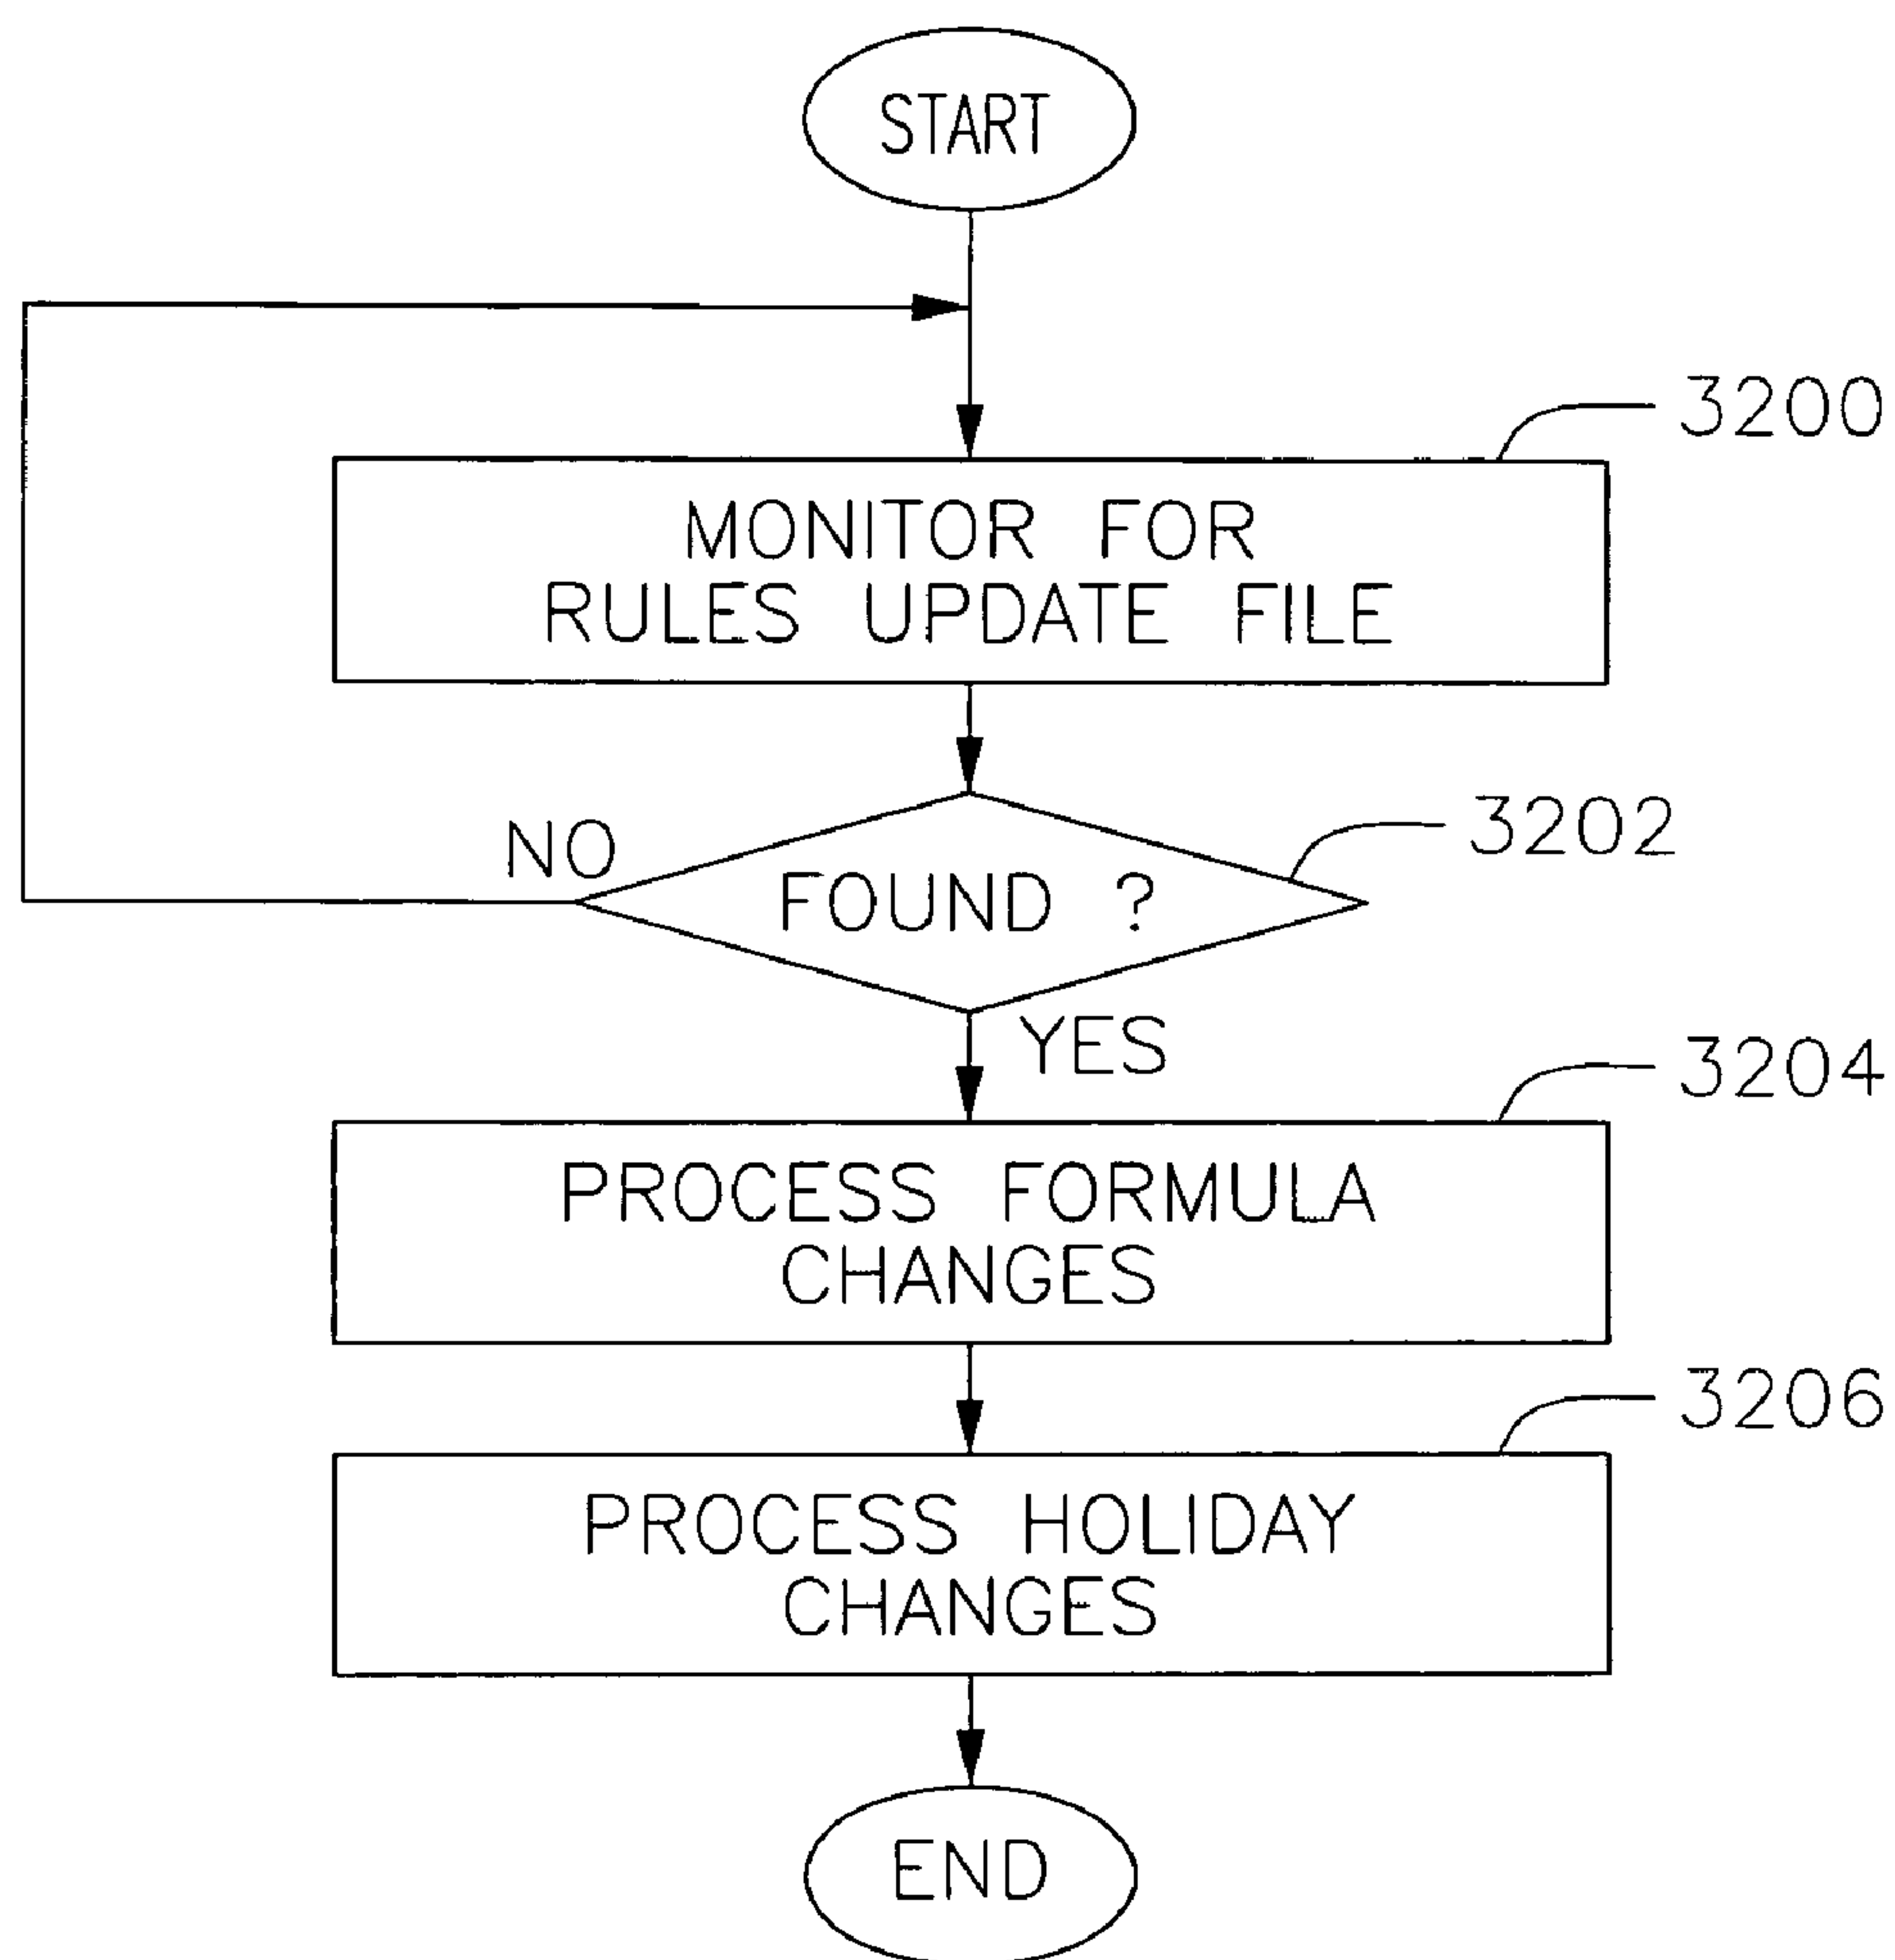 START
3200
MONITOR FOR
RULES UPDATE FILE
NO
3202
FOUND ?
YES
3204
PROCESS FORMULA
CHANGES
3206
PROCESS HOLIDAY
CHANGES
END